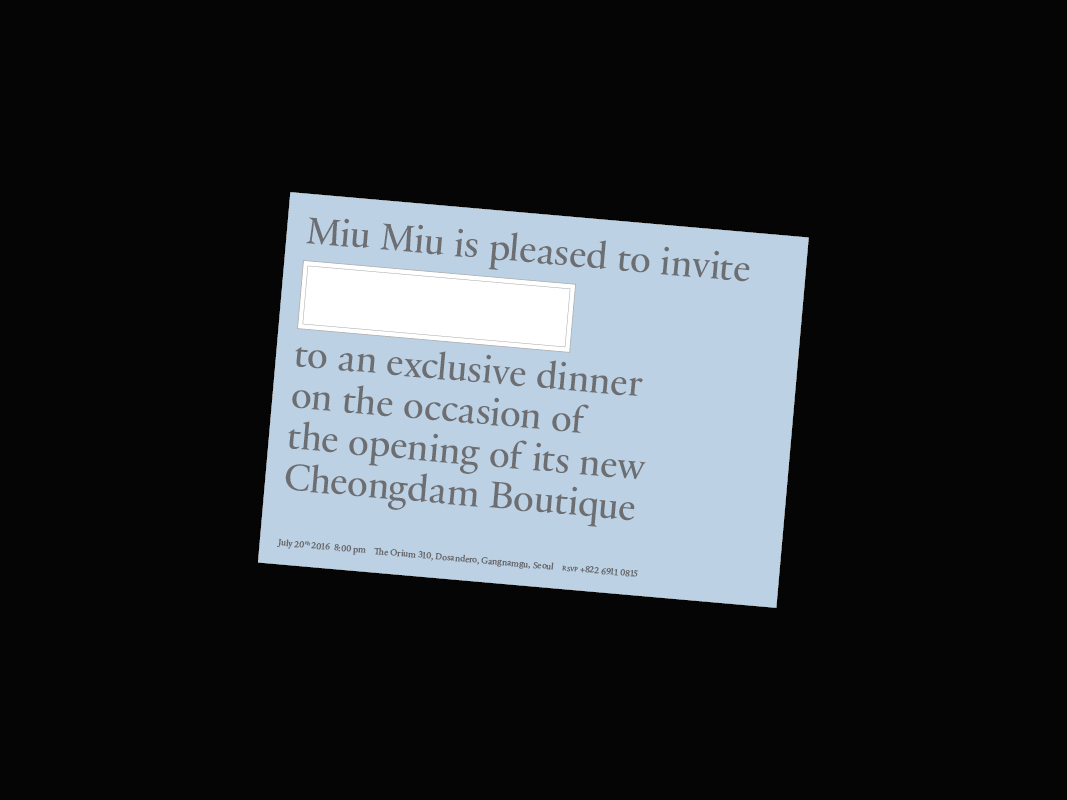 Miu Miu is pleased to invite
to an exclusive dinner
on the occasion of
the opening of its new
Cheongdam Boutique
July 20th 2016 8:00 pm The Orium 310, Dosandero, Gangnamgu, Seoul RSVP +822 6911 0815